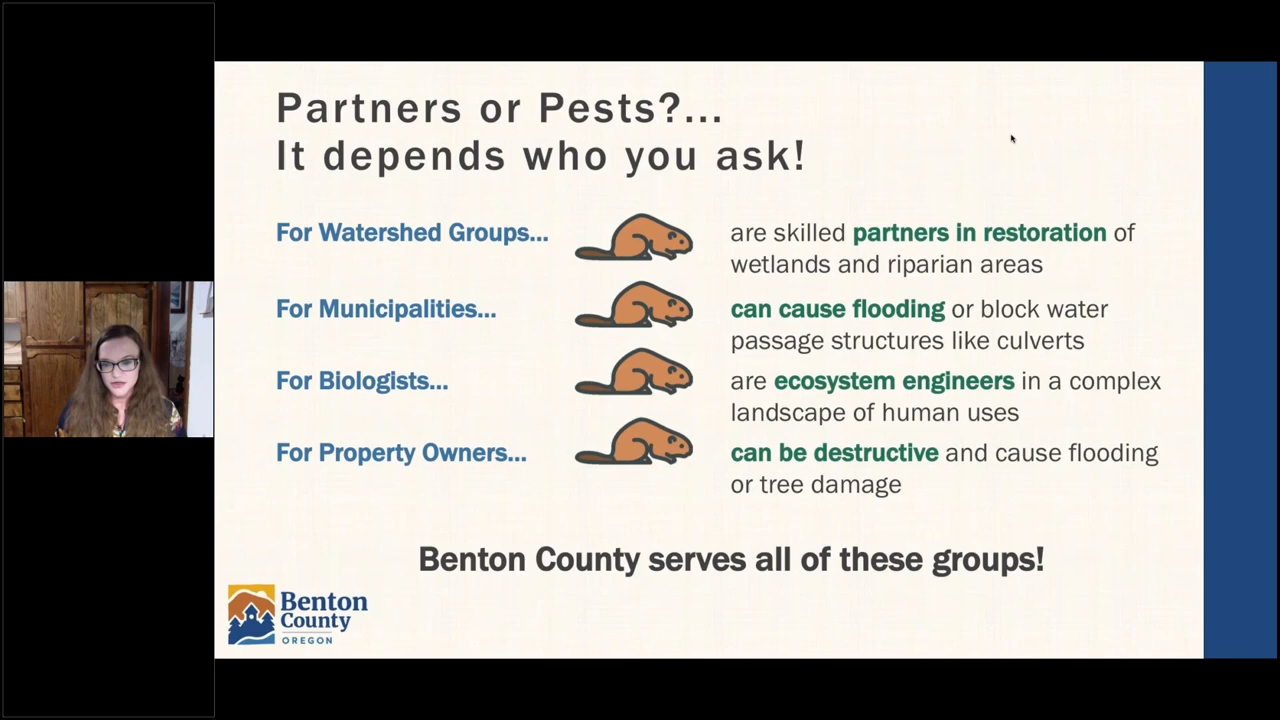 Partners or Pests?...
It depends who you ask!
For Watershed Groups...
are skilled partners in restoration of
wetlands and riparian areas
For Municipalities...
can cause flooding or block water
passage structures like culverts
For Biologists...
are ecosystem engineers in a complex
landscape of human uses
For Property Owners...
can be destructive and cause flooding
or tree damage
Benton County serves all of these groups!
Benton
County
OREGON